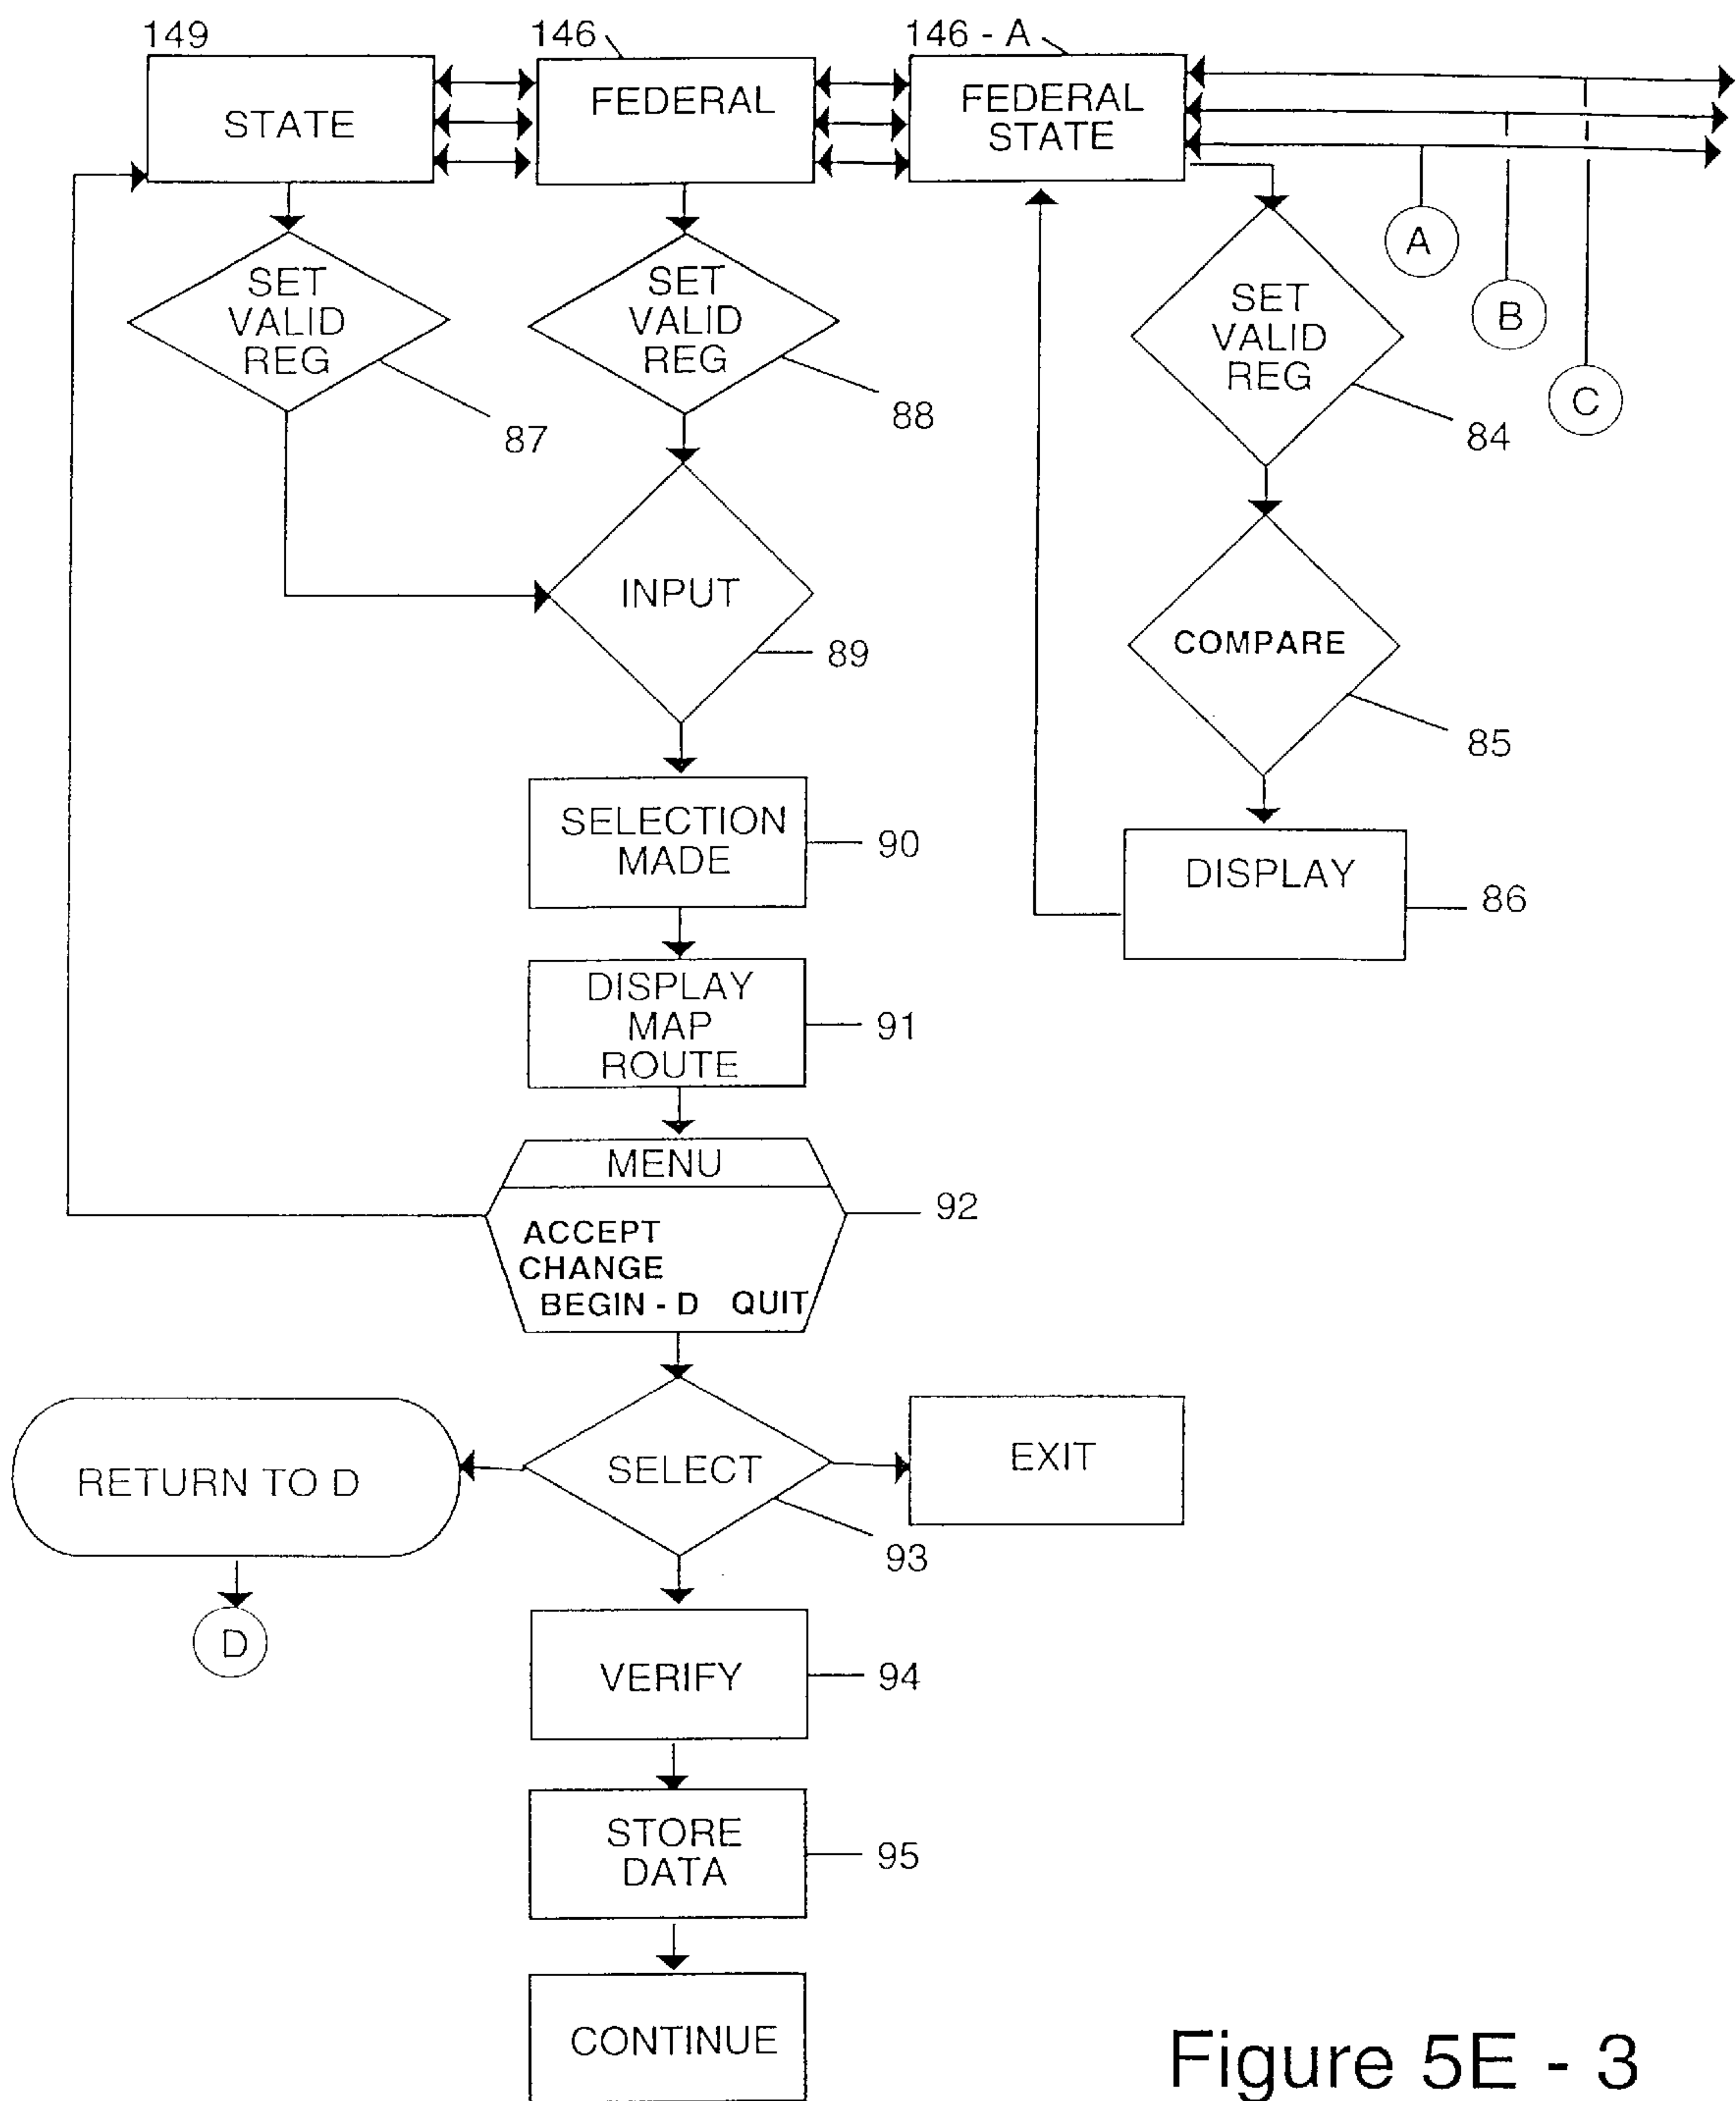 149
146
146 - A
STATE
FEDERAL
FEDERAL
STATE
A
B
C
SET
VALID
REG
87
SET
VALID
REG
88
SET
VALID
REG
84
INPUT
89
COMPARE
85
SELECTION
MADE
90
DISPLAY
86
DISPLAY
MAP
ROUTE
91
MENU
ACCEPT
CHANGE
BEGIN - D QUIT
92
RETURN TO D
SELECT
93
EXIT
D
VERIFY
94
STORE
DATA
95
CONTINUE
Figure 5E - 3